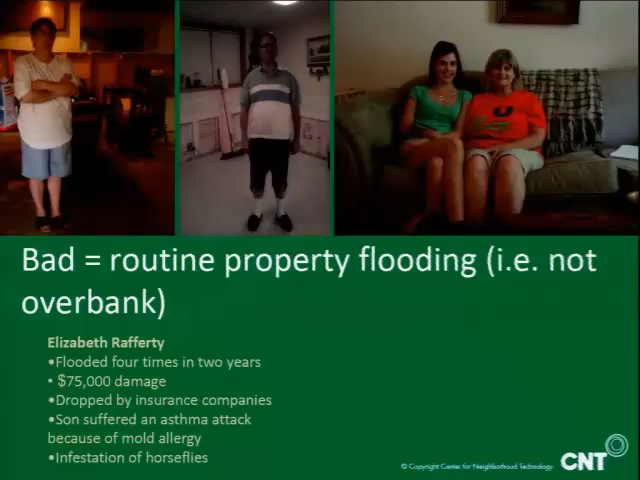 Bad = routine property flooding (i.e. not
overbank)
Elizabeth Rafferty
•Flooded four times in two years
• $75,000 damage
•Dropped by insurance companies
•Son suffered an asthma attack
because of mold allergy
•Infestation of horseflies
© Copyright Center for Neighborhood Technology
CNT